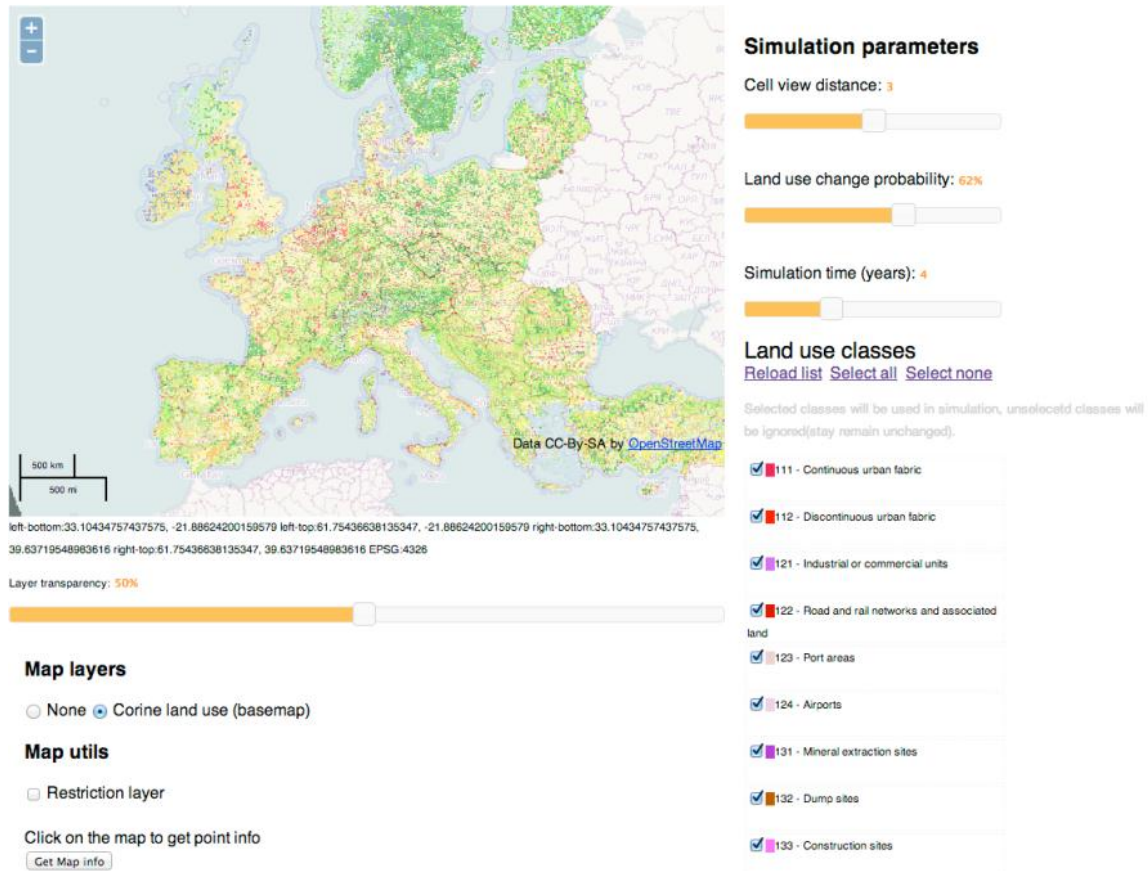 +
−
Data CC-By-SA by OpenStreetMap
500 km
500 mi
left-bottom:33.10434757437575, -21.88624200159579 left-top:61.75436638135347, -21.88624200159579 right-bottom:33.10434757437575,
39.63719548983616 right-top:61.75436638135347, 39.63719548983616 EPSG:4326
Layer transparency: 50%
Map layers
None Corine land use (basemap)
Map utils
Restriction layer
Click on the map to get point info
Get Map info
Simulation parameters
Cell view distance: 3
Land use change probability: 62%
Simulation time (years): 4
Land use classes
Reload list Select all Select none
Selected classes will be used in simulation, unselecetd classes will
be ignored(stay remain unchanged).
111 - Continuous urban fabric
112 - Discontinuous urban fabric
121 - Industrial or commercial units
122 - Road and rail networks and associated
land
123 - Port areas
124 - Airports
131 - Mineral extraction sites
132 - Dump sites
133 - Construction sites